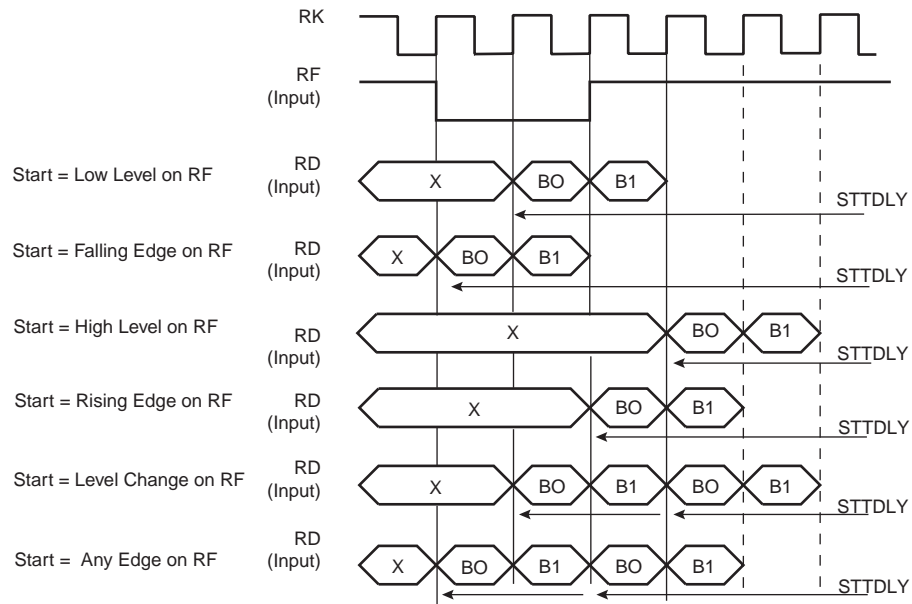 RK
RF
(Input)
Start = Low Level on RF
RD
(Input)
X
BO
B1
STTDLY
Start = Falling Edge on RF
RD
(Input)
X
BO
B1
STTDLY
Start = High Level on RF
RD
(Input)
X
BO
B1
STTDLY
Start = Rising Edge on RF
RD
(Input)
X
BO
B1
STTDLY
Start = Level Change on RF
RD
(Input)
X
BO
B1
BO
B1
STTDLY
Start = Any Edge on RF
RD
(Input)
X
BO
B1
BO
B1
STTDLY